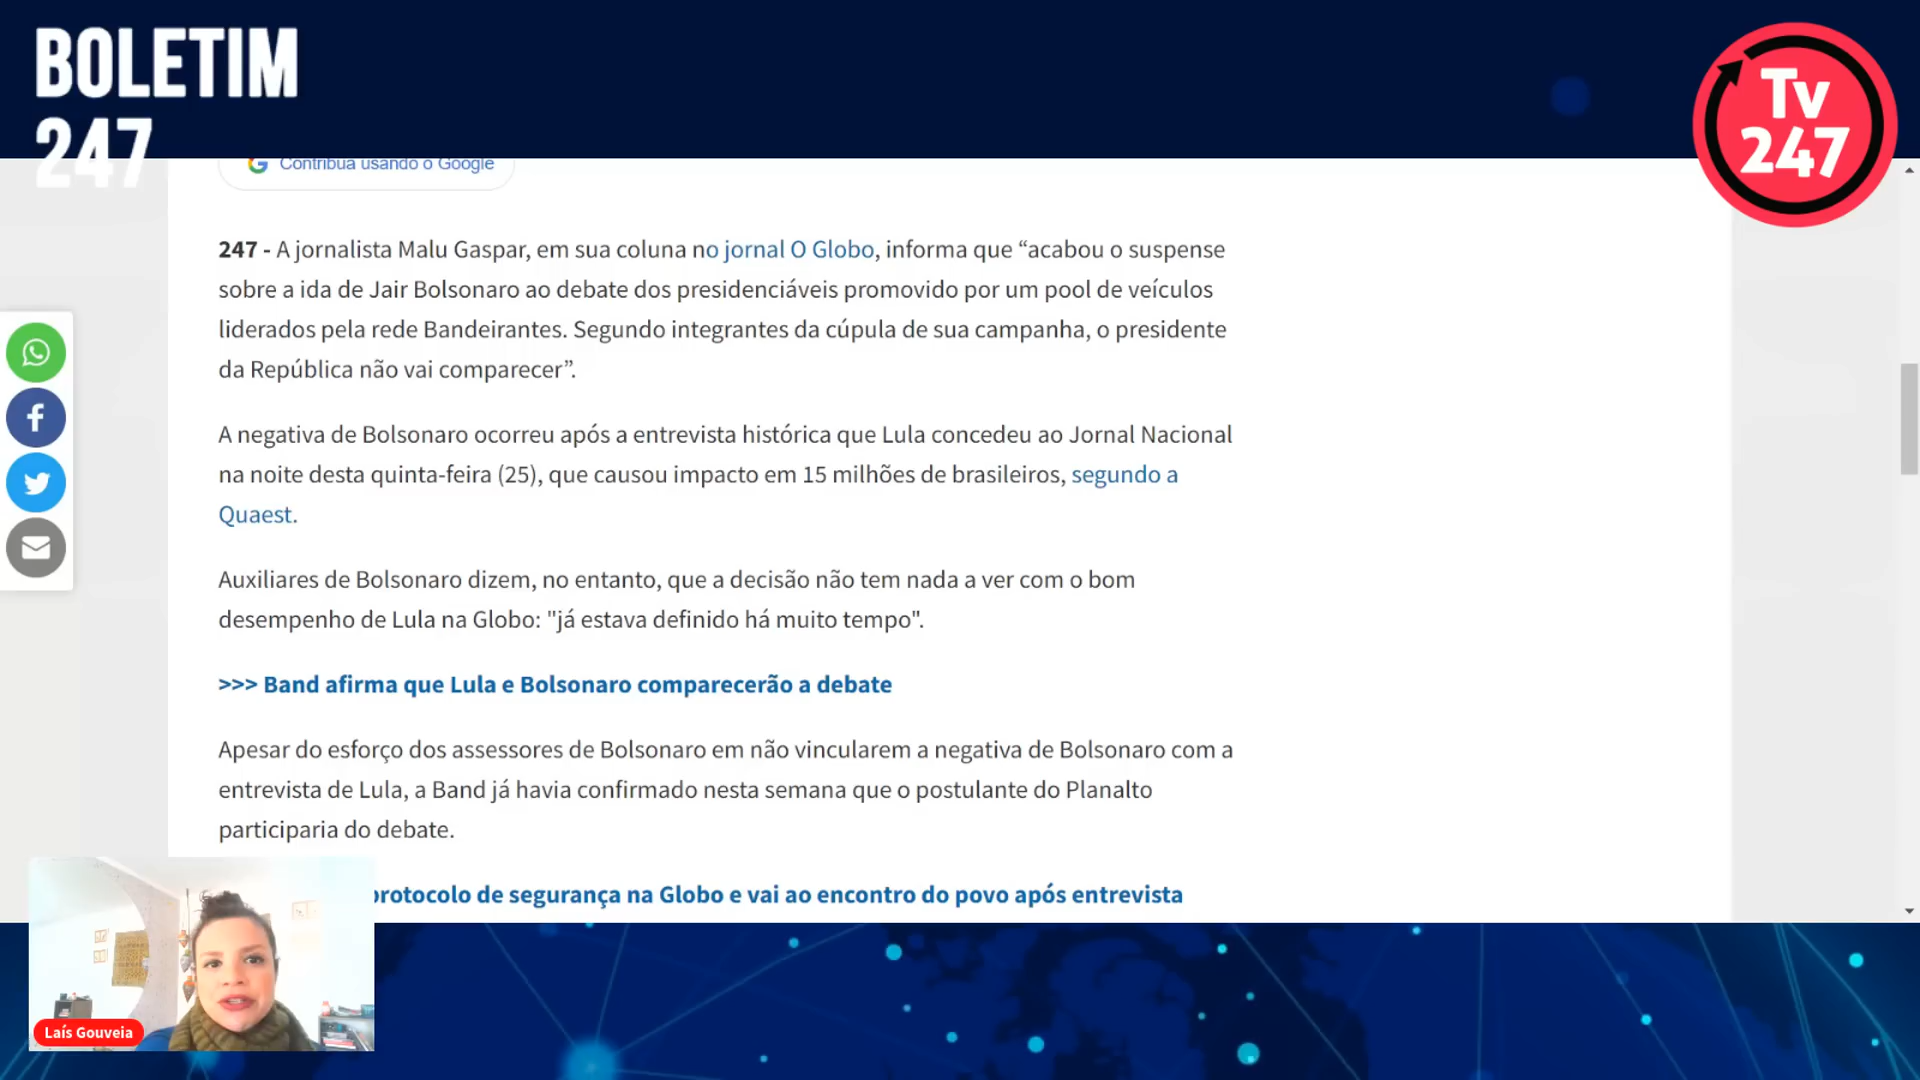 BOLETIM
247
Tv
247
Contribua usando o Google
247 - A jornalista Malu Gaspar, em sua coluna no jornal O Globo, informa que “acabou o suspense
sobre a ida de Jair Bolsonaro ao debate dos presidenciáveis promovido por um pool de veículos
liderados pela rede Bandeirantes. Segundo integrantes da cúpula de sua campanha, o presidente
da República não vai comparecer”.
A negativa de Bolsonaro ocorreu após a entrevista histórica que Lula concedeu ao Jornal Nacional
na noite desta quinta-feira (25), que causou impacto em 15 milhões de brasileiros, segundo a
Quaest.
Auxiliares de Bolsonaro dizem, no entanto, que a decisão não tem nada a ver com o bom
desempenho de Lula na Globo: "já estava definido há muito tempo".
>>> Band afirma que Lula e Bolsonaro comparecerão a debate
Apesar do esforço dos assessores de Bolsonaro em não vincularem a negativa de Bolsonaro com a
entrevista de Lula, a Band já havia confirmado nesta semana que o postulante do Planalto
participaria do debate.
protocolo de segurança na Globo e vai ao encontro do povo após entrevista
Laís Gouveia